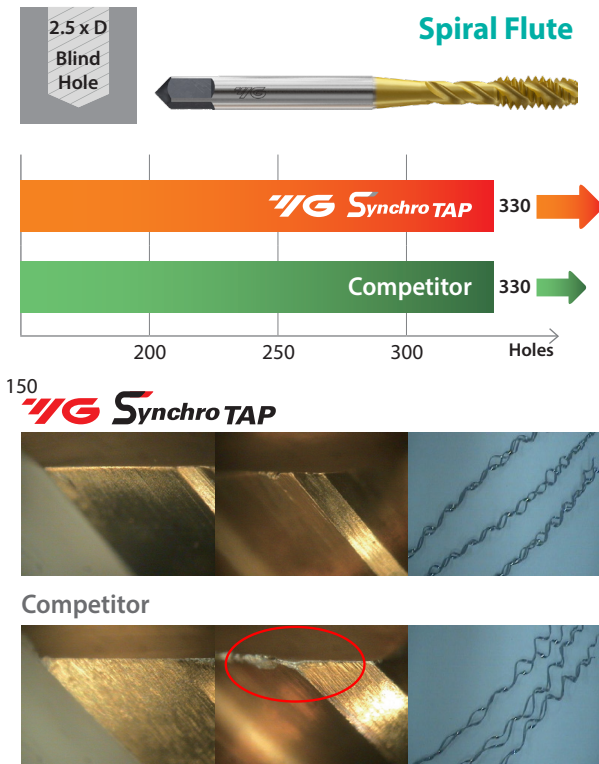 2.5 x D
Blind
Hole
Spiral Flute
YG
YG Synchro TAP 330
Competitor 330
200 250 300 Holes
150
YG Synchro TAP
Competitor